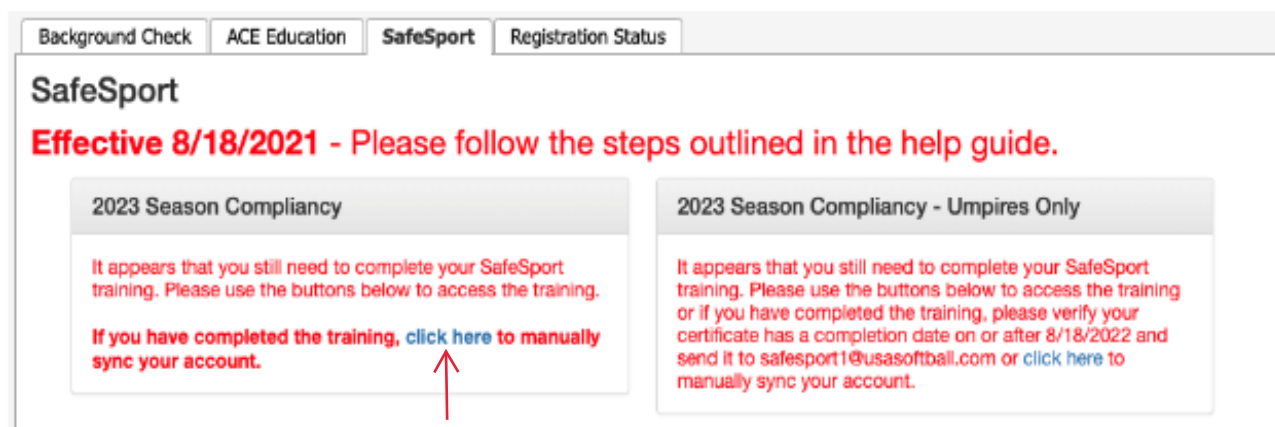 Background Check ACE Education SafeSport Registration Status
SafeSport
Effective 8/18/2021 - Please follow the steps outlined in the help guide.
2023 Season Compliancy
It appears that you still need to complete your SafeSport
training. Please use the buttons below to access the training.
If you have completed the training, click here to manually
sync your account.
2023 Season Compliancy - Umpires Only
It appears that you still need to complete your SafeSport
training. Please use the buttons below to access the training
or if you have completed the training, please verify your
certificate has a completion date on or after 8/18/2022 and
send it to safesport1@usasoftball.com or click here to
manually sync your account.